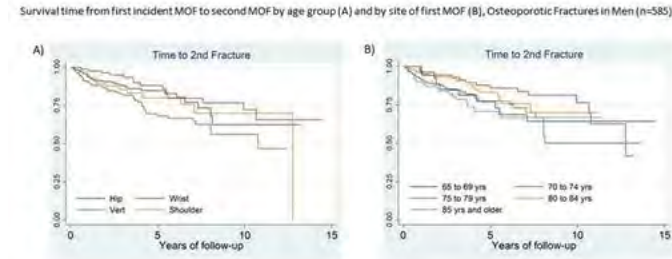 Survival time from first incident MOF to second MOF by age group (A) and by site of first MOF (B), Osteoporotic Fractures in Men (n=585)
A)
Time to 2nd Fracture
1.00
0.75
0.50
0.25
0.00
Hip
Wrist
Vert
Shoulder
0
5
10
15
Years of follow-up
B)
Time to 2nd Fracture
1.00
0.75
0.50
0.25
0.00
65 to 69 yrs
70 to 74 yrs
75 to 79 yrs
80 to 84 yrs
85 yrs and older
0
5
10
15
Years of follow-up